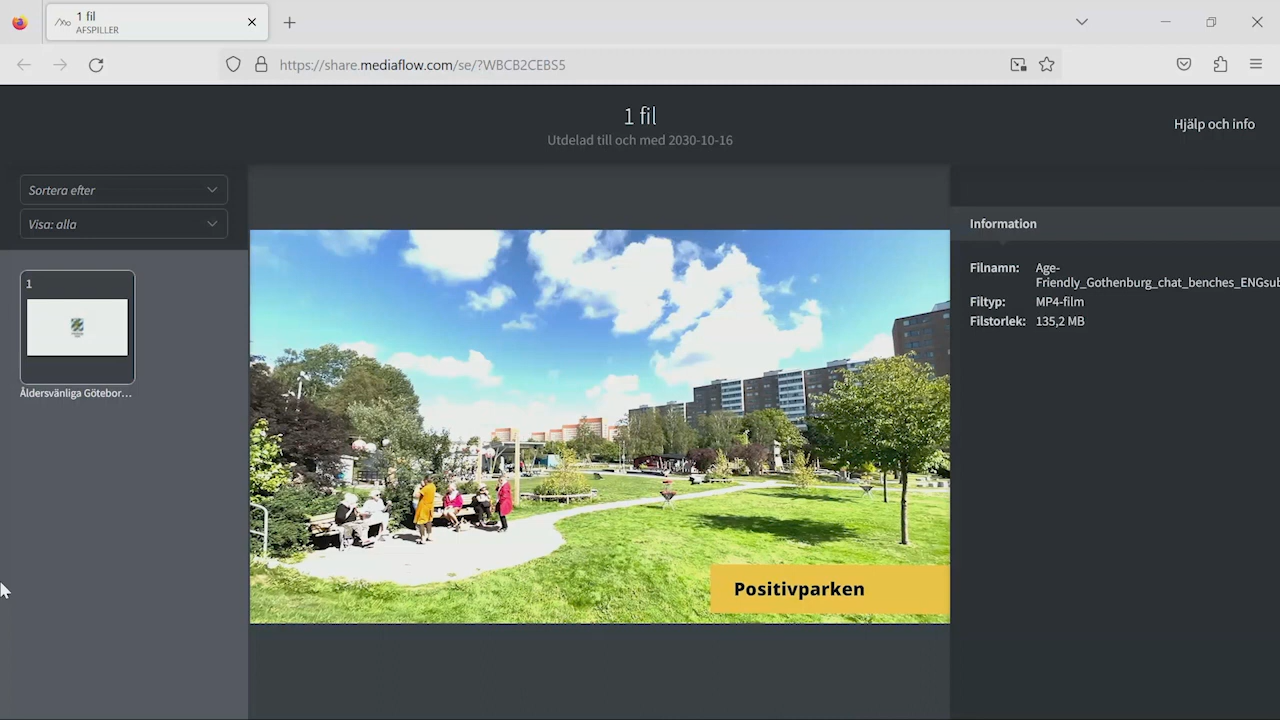 1 fil
AFSPILLER
https://share.mediaflow.com/se/?WBCB2CEBS5
1 fil
Utdelad till och med 2030-10-16
Hjälp och info
Sortera efter
Visa: alla
1
Åldersvänliga Götebor...
Positivparken
Information
Filnamn: Age-
Friendly_Gothenburg_chat_benches_ENGsub
Filtyp: MP4-film
Filstorlek: 135,2 MB